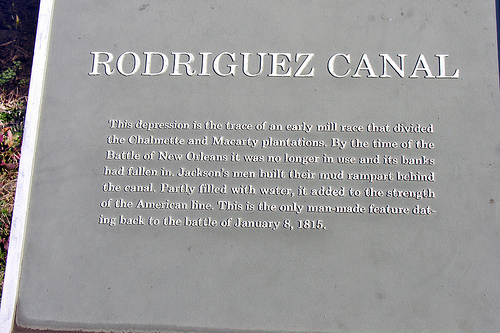 RODRIGUEZ CANAL
This depression is the trace of an early mill race that divided
the Chalmette and Macarty plantations. By the time of the
Battle of New Orleans it was no longer in use and its banks
had fallen in. Jackson's men built their mud rampart behind
the canal. Partly filled with water, it added to the strength
of the American line. This is the only man-made feature dat-
ing back to the battle of January 8, 1815.